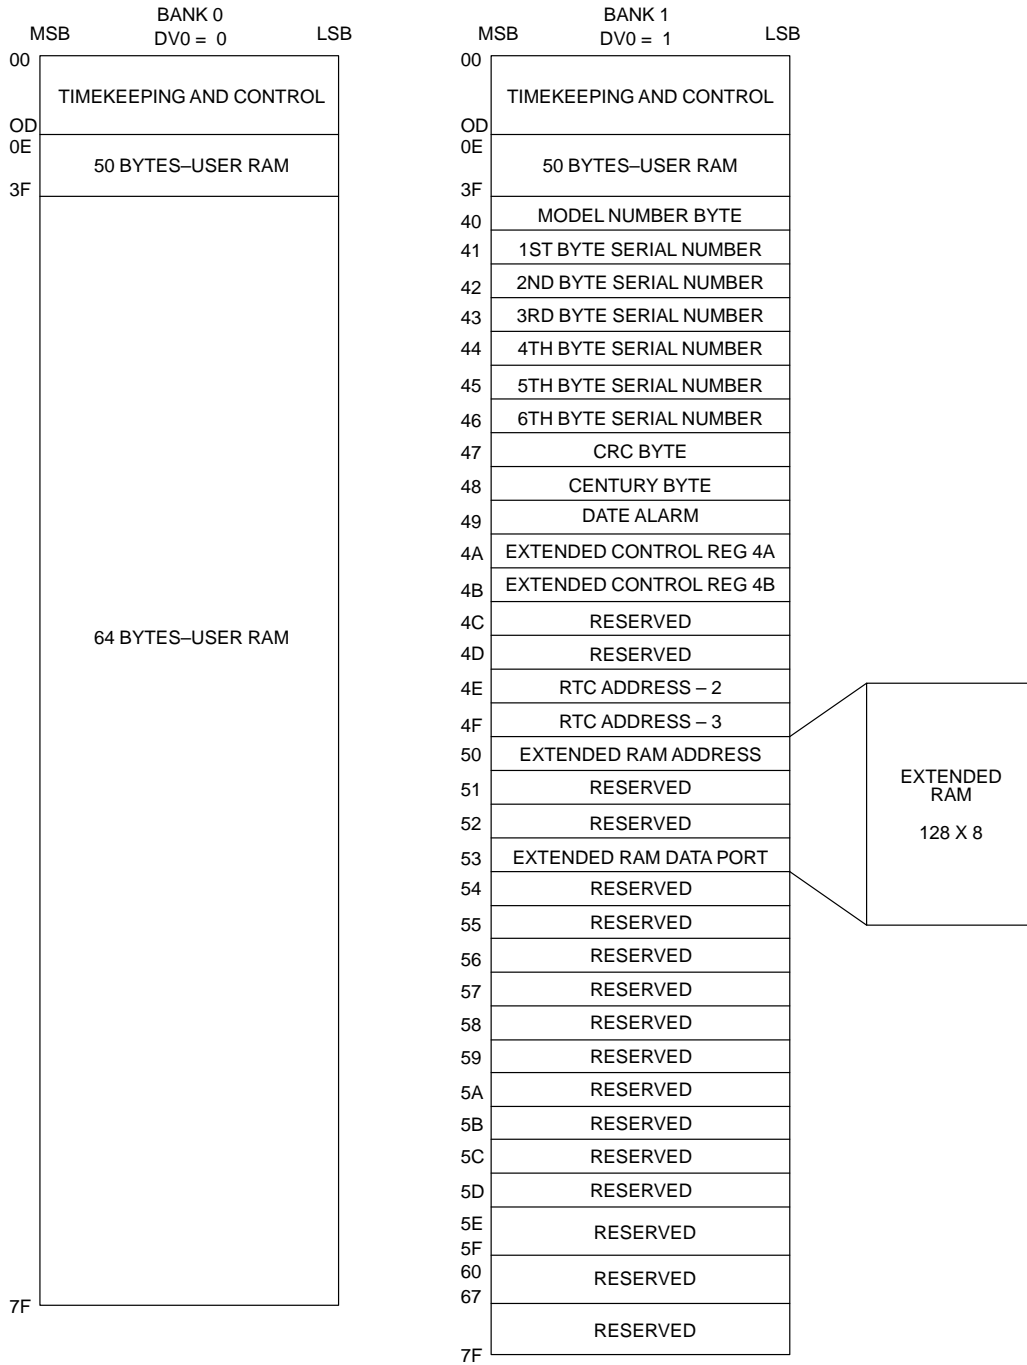 BANK 0
MSB DV0 = 0 LSB
00
TIMEKEEPING AND CONTROL
OD
0E
50 BYTES–USER RAM
3F
64 BYTES–USER RAM
7F
BANK 1
MSB DV0 = 1 LSB
00
TIMEKEEPING AND CONTROL
OD
0E
50 BYTES–USER RAM
3F
40 MODEL NUMBER BYTE
41 1ST BYTE SERIAL NUMBER
42 2ND BYTE SERIAL NUMBER
43 3RD BYTE SERIAL NUMBER
44 4TH BYTE SERIAL NUMBER
45 5TH BYTE SERIAL NUMBER
46 6TH BYTE SERIAL NUMBER
47 CRC BYTE
48 CENTURY BYTE
49 DATE ALARM
4A EXTENDED CONTROL REG 4A
4B EXTENDED CONTROL REG 4B
4C RESERVED
4D RESERVED
4E RTC ADDRESS – 2
4F RTC ADDRESS – 3
50 EXTENDED RAM ADDRESS
51 RESERVED
52 RESERVED
53 EXTENDED RAM DATA PORT
54 RESERVED
55 RESERVED
56 RESERVED
57 RESERVED
58 RESERVED
59 RESERVED
5A RESERVED
5B RESERVED
5C RESERVED
5D RESERVED
5E
RESERVED
5F
60
RESERVED
67
RESERVED
7F
EXTENDED
RAM
128 X 8